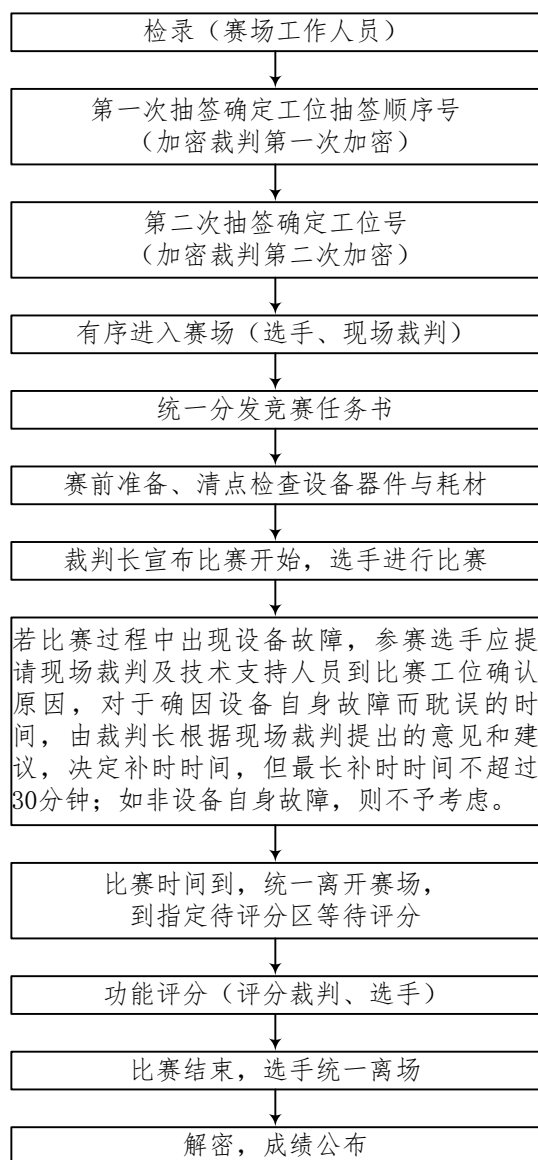 检录（赛场工作人员）
第一次抽签确定工位抽签顺序号
（加密裁判第一次加密）
第二次抽签确定工位号
（加密裁判第二次加密）
有序进入赛场（选手、现场裁判）
统一分发竞赛任务书
赛前准备、清点检查设备器件与耗材
裁判长宣布比赛开始，选手进行比赛
若比赛过程中出现设备故障，参赛选手应提
请现场裁判及技术支持人员到比赛工位确认
原因，对于确因设备自身故障而耽误的时
间，由裁判长根据现场裁判提出的意见和建
议，决定补时时间，但最长补时时间不超过
30分钟；如非设备自身故障，则不予考虑。
比赛时间到，统一离开赛场，
到指定待评分区等待评分
功能评分（评分裁判、选手）
比赛结束，选手统一离场
解密，成绩公布